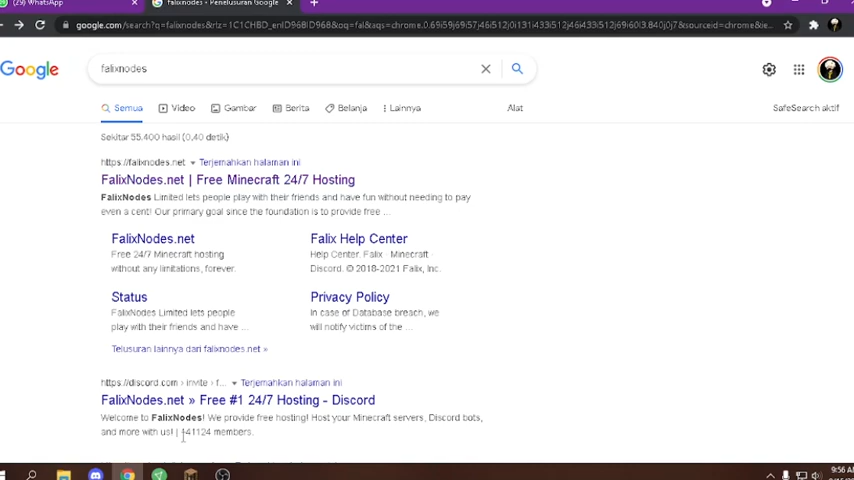 (29) WhatsApp
falixnodes - Penelusuran Google
google.com/search?q=falixnodes&rlz=1C1CHBD_enID968ID968&oq=fal&aqs=chrome.0.69i59j69i57j46i512j0i131i433i512j46i433i512j69i60l3.840j0j7&sourceid=chrome&ie...
Google
falixnodes
Semua Video Gambar Berita Belanja Lainnya Alat SafeSearch aktif
Sekitar 55.400 hasil (0,40 detik)
https://falixnodes.net Terjemahkan halaman ini
FalixNodes.net | Free Minecraft 24/7 Hosting
FalixNodes Limited lets people play with their friends and have fun without needing to pay
even a cent! Our primary goal since the foundation is to provide free ...
FalixNodes.net
Free 24/7 Minecraft hosting
without any limitations, forever.
Falix Help Center
Help Center. Falix · Minecraft ·
Discord. © 2018-2021 Falix, Inc.
Status
FalixNodes Limited lets people
play with their friends and have ...
Privacy Policy
In case of Database breach, we
will notify victims of the ...
Telusuran lainnya dari falixnodes.net »
https://discord.com › invite › f... Terjemahkan halaman ini
FalixNodes.net » Free #1 24/7 Hosting - Discord
Welcome to FalixNodes! We provide free hosting! Host your Minecraft servers, Discord bots,
and more with us! | 141124 members.
9:56 AM